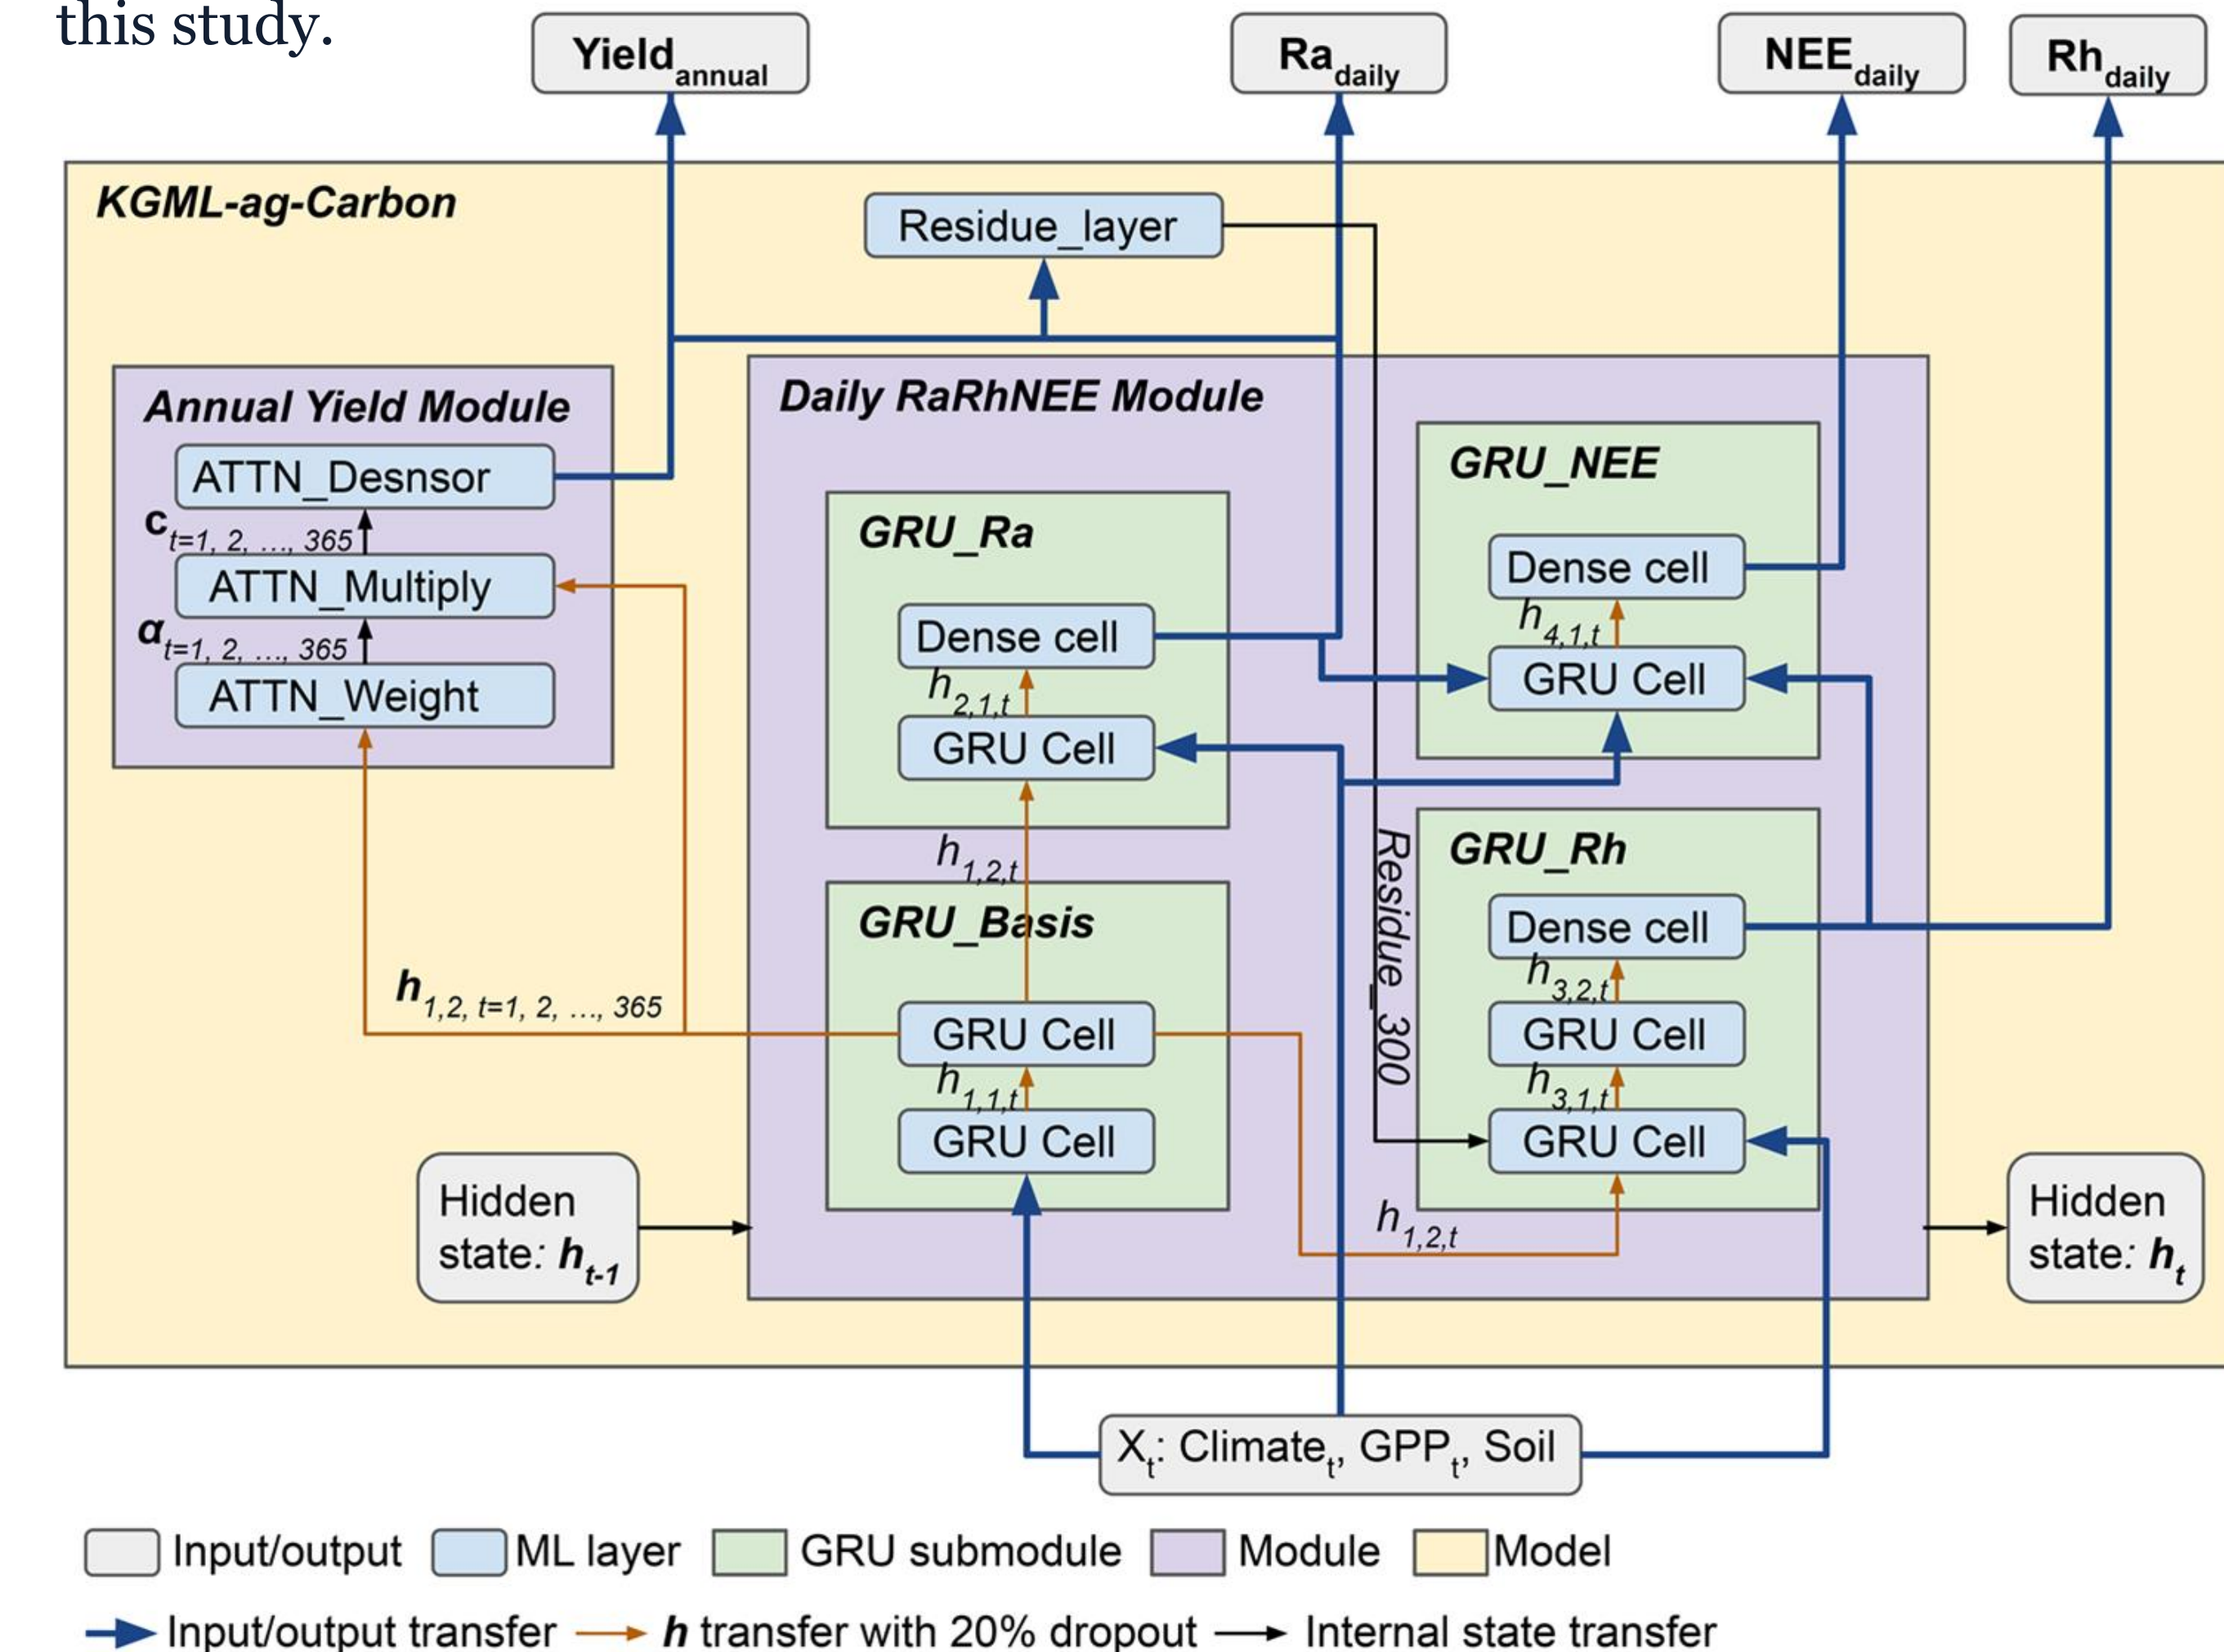 this study.
Yield annual
Ra daily
NEE daily
Rh daily
KGML-ag-Carbon
Residue_layer
Annual Yield Module
ATTN_Desnsor
c t=1, 2, ..., 365
ATTN_Multiply
α t=1, 2, ..., 365
ATTN_Weight
h 1,2, t=1, 2, ..., 365
Hidden
state: h t-1
Daily RaRhNEE Module
GRU_Ra
Dense cell
h 2,1,t
GRU Cell
h 1,2,t
GRU_Basis
GRU Cell
h 1,1,t
GRU Cell
Residue_300
GRU_NEE
Dense cell
h 4,1,t
GRU Cell
GRU_Rh
Dense cell
h 3,2,t
GRU Cell
h 3,1,t
GRU Cell
h 1,2,t
Hidden
state: h t
X t: Climate t, GPP t, Soil
Input/output ML layer GRU submodule Module Model
Input/output transfer h transfer with 20% dropout Internal state transfer